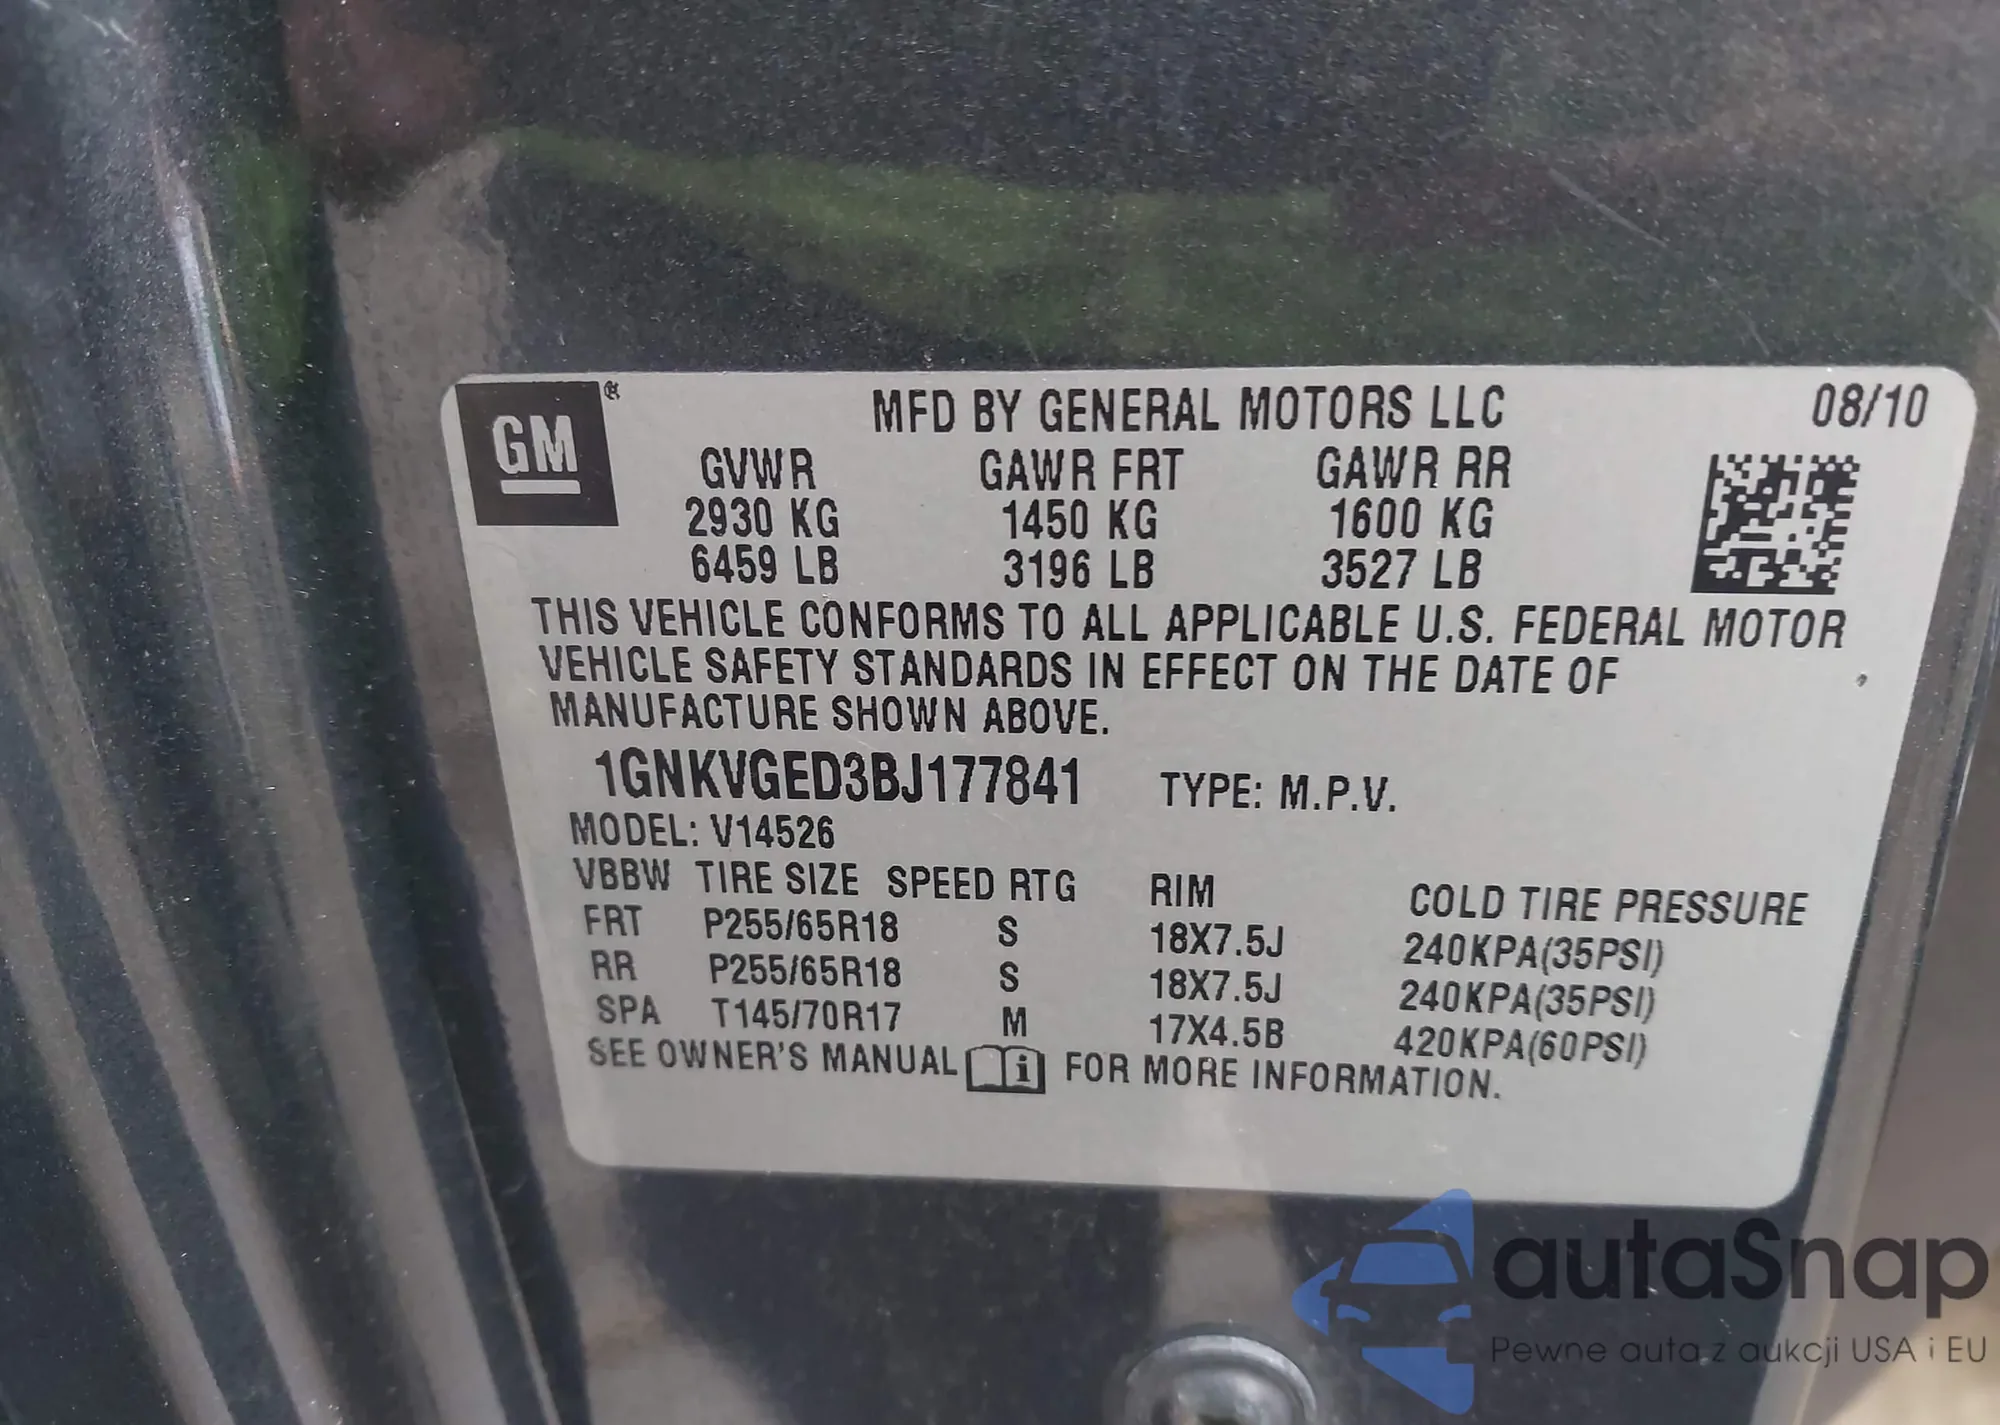 GM®
MFD BY GENERAL MOTORS LLC 08/10
GVWR GAWR FRT GAWR RR
2930 KG 1450 KG 1600 KG
6459 LB 3196 LB 3527 LB
THIS VEHICLE CONFORMS TO ALL APPLICABLE U.S. FEDERAL MOTOR
VEHICLE SAFETY STANDARDS IN EFFECT ON THE DATE OF
MANUFACTURE SHOWN ABOVE.
1GNKVGED3BJ177841 TYPE: M.P.V.
MODEL: V14526
VBBW TIRE SIZE SPEED RTG RIM COLD TIRE PRESSURE
FRT P255/65R18 S 18X7.5J 240KPA(35PSI)
RR P255/65R18 S 18X7.5J 240KPA(35PSI)
SPA T145/70R17 M 17X4.5B 420KPA(60PSI)
SEE OWNER'S MANUAL i FOR MORE INFORMATION.
autaSnap
Pewne auta z aukcji USA i EU